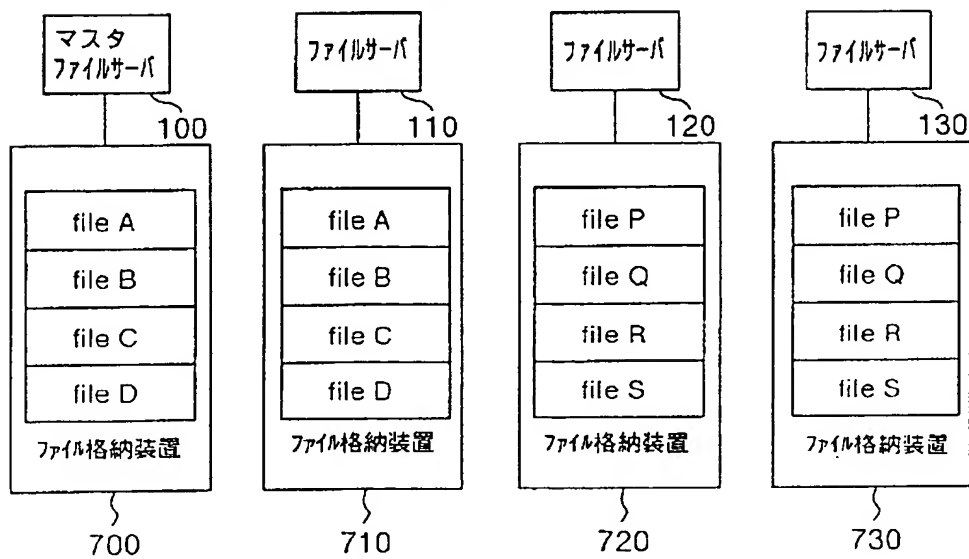 マスタ
ファイルサーバ
100
ファイルサーバ
110
ファイルサーバ
120
ファイルサーバ
130
file A
file B
file C
file D
ファイル格納装置
700
file A
file B
file C
file D
ファイル格納装置
710
file P
file Q
file R
file S
ファイル格納装置
720
file P
file Q
file R
file S
ファイル格納装置
730